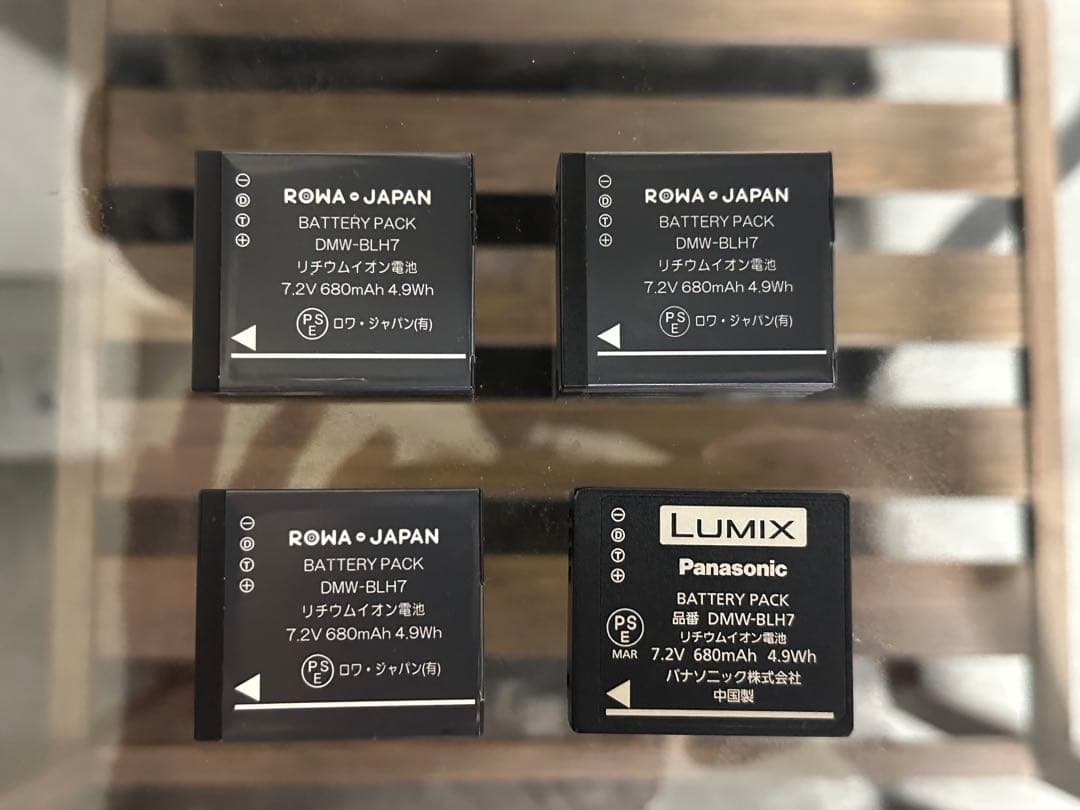 ⊖
Ⓓ
Ⓣ
⊕
ROWA JAPAN
BATTERY PACK
DMW-BLH7
リチウムイオン電池
7.2V 680mAh 4.9Wh
PSE ロワ・ジャパン(有)
⊖
Ⓓ
Ⓣ
⊕
ROWA JAPAN
BATTERY PACK
DMW-BLH7
リチウムイオン電池
7.2V 680mAh 4.9Wh
PSE ロワ・ジャパン(有)
⊖
Ⓓ
Ⓣ
⊕
ROWA JAPAN
BATTERY PACK
DMW-BLH7
リチウムイオン電池
7.2V 680mAh 4.9Wh
PSE ロワ・ジャパン(有)
⊖
Ⓓ
Ⓣ
⊕
LUMIX
Panasonic
BATTERY PACK
品番 DMW-BLH7
リチウムイオン電池
PSE
MAR
7.2V 680mAh 4.9Wh
パナソニック株式会社
中国製